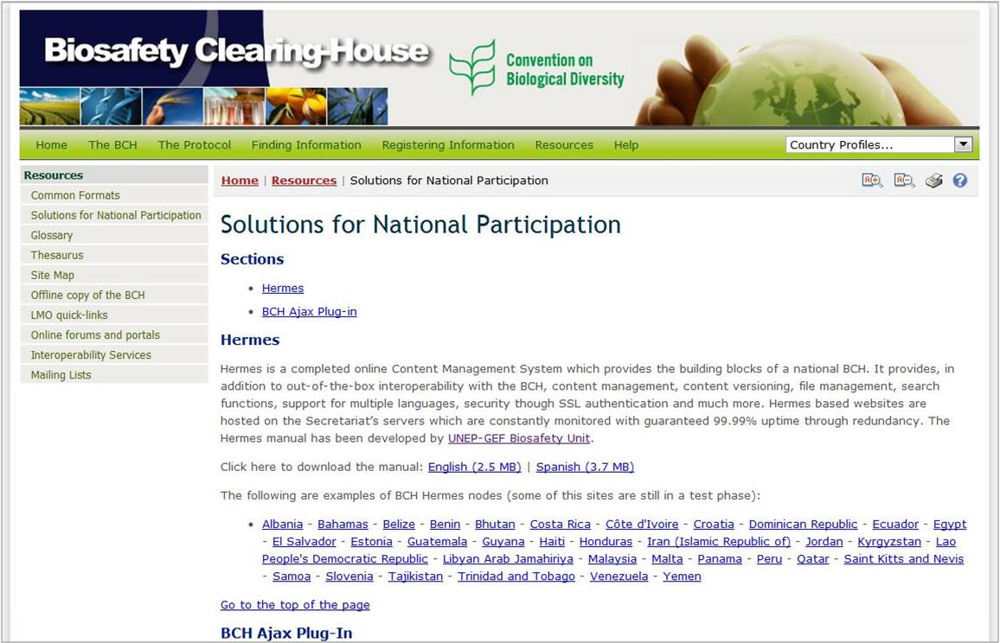 Biosafety Clearing-House
Convention on
Biological Diversity
Home The BCH The Protocol Finding Information Registering Information Resources Help Country Profiles...
Resources
Common Formats
Solutions for National Participation
Glossary
Thesaurus
Site Map
Offline copy of the BCH
LMO quick-links
Online forums and portals
Interoperability Services
Mailing Lists
Home | Resources | Solutions for National Participation
Solutions for National Participation
Sections
• Hermes
• BCH Ajax Plug-in
Hermes
Hermes is a completed online Content Management System which provides the building blocks of a national BCH. It provides, in
addition to out-of-the-box interoperability with the BCH, content management, content versioning, file management, search
functions, support for multiple languages, security though SSL authentication and much more. Hermes based websites are
hosted on the Secretariat's servers which are constantly monitored with guaranteed 99.99% uptime through redundancy. The
Hermes manual has been developed by UNEP-GEF Biosafety Unit.
Click here to download the manual: English (2.5 MB) | Spanish (3.7 MB)
The following are examples of BCH Hermes nodes (some of this sites are still in a test phase):
• Albania - Bahamas - Belize - Benin - Bhutan - Costa Rica - Côte d'Ivoire - Croatia - Dominican Republic - Ecuador - Egypt
- El Salvador - Estonia - Guatemala - Guyana - Haiti - Honduras - Iran (Islamic Republic of) - Jordan - Kyrgyzstan - Lao
People's Democratic Republic - Libyan Arab Jamahiriya - Malaysia - Malta - Panama - Peru - Qatar - Saint Kitts and Nevis
- Samoa - Slovenia - Tajikistan - Trinidad and Tobago - Venezuela - Yemen
Go to the top of the page
BCH Ajax Plug-In